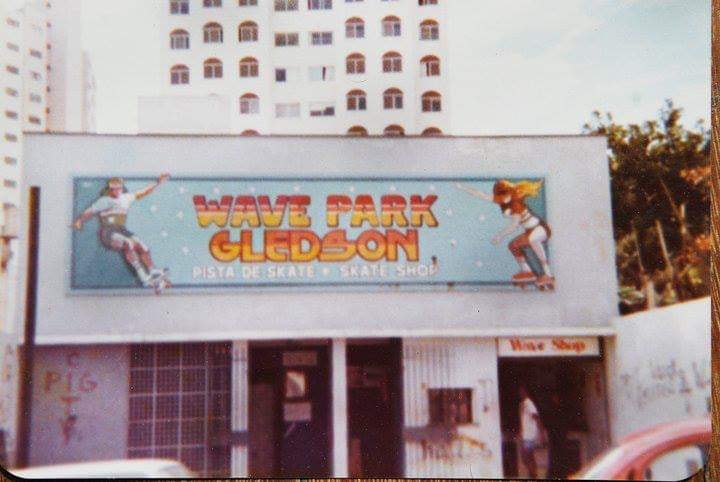 WAVE PARK
GLEDSON
PISTA DE SKATE • SKATE SHOP
Wave Shop
PIG